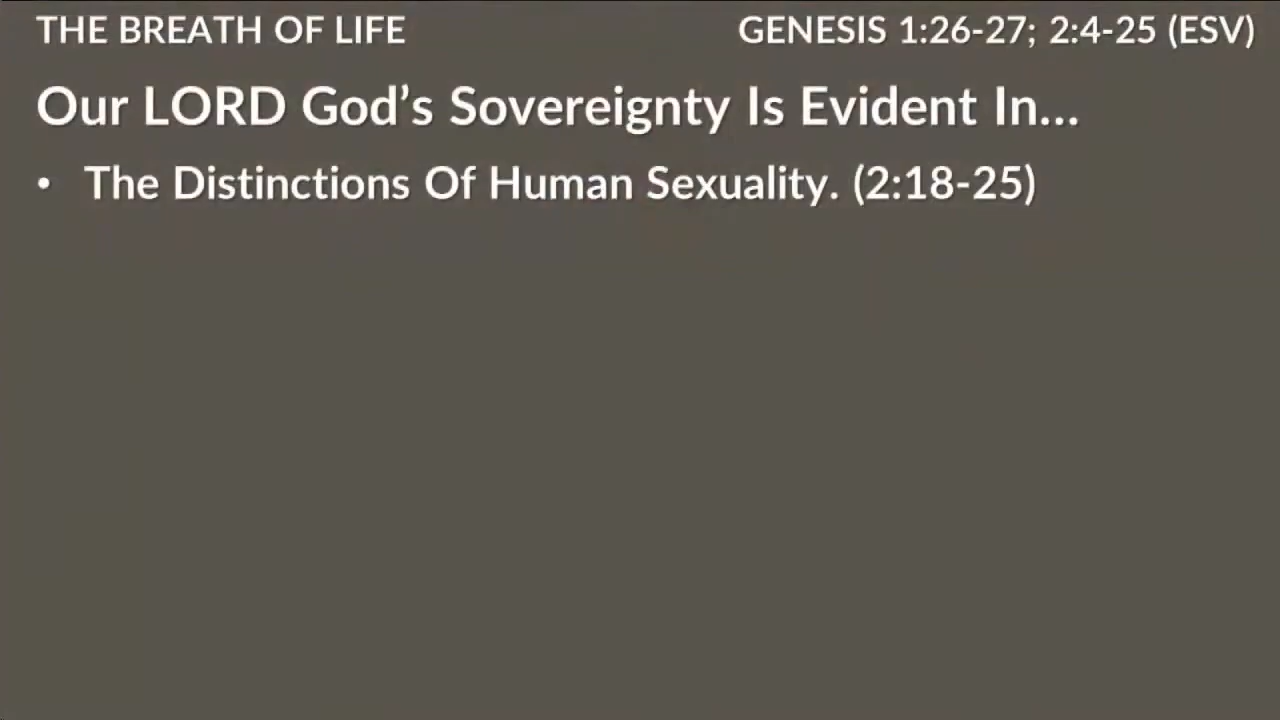 THE BREATH OF LIFE
GENESIS 1:26-27; 2:4-25 (ESV)
Our LORD God’s Sovereignty Is Evident In...
• The Distinctions Of Human Sexuality. (2:18-25)